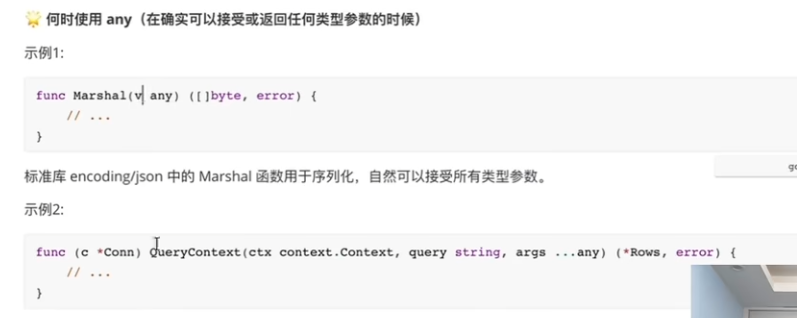 🌟 何时使用 any（在确实可以接受或返回任何类型参数的时候）
示例1:
func Marshal(v any) ([]byte, error) {
    // ...
}
标准库 encoding/json 中的 Marshal 函数用于序列化，自然可以接受所有类型参数。
示例2:
func (c *Conn) QueryContext(ctx context.Context, query string, args ...any) (*Rows, error) {
    // ...
}